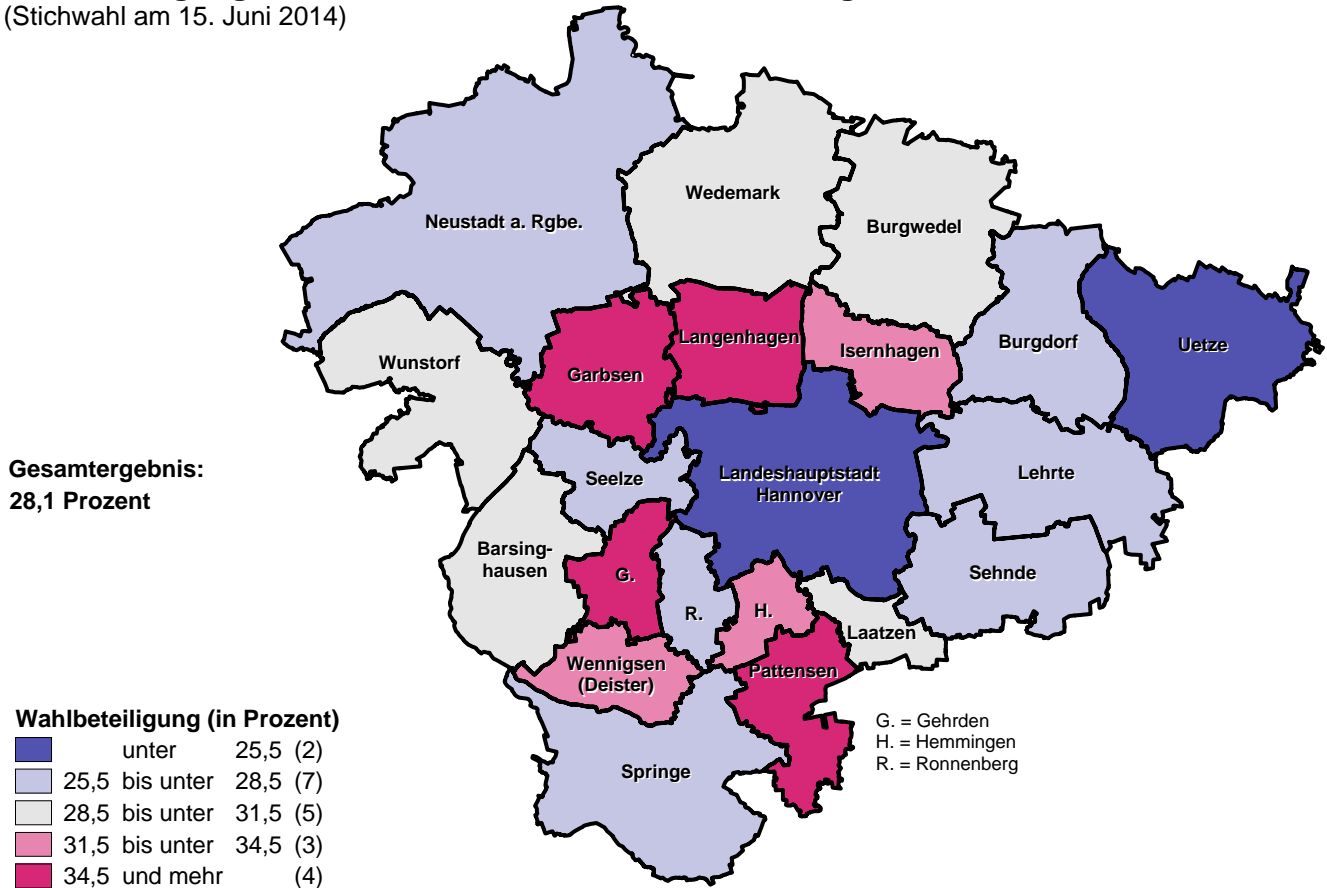 (Stichwahl am 15. Juni 2014)
Wedemark
Neustadt a. Rgbe.
Burgwedel
Langenhagen
Isernhagen
Burgdorf
Uetze
Wunstorf
Garbsen
Gesamtergebnis:
28,1 Prozent
Seelze
Landeshauptstadt
Hannover
Lehrte
Barsing-
hausen
G.
Sehnde
R.
H.
Laatzen
Wennigsen
(Deister)
Pattensen
Springe
G. = Gehrden
H. = Hemmingen
R. = Ronnenberg
Wahlbeteiligung (in Prozent)
unter 25,5 (2)
25,5 bis unter 28,5 (7)
28,5 bis unter 31,5 (5)
31,5 bis unter 34,5 (3)
34,5 und mehr (4)